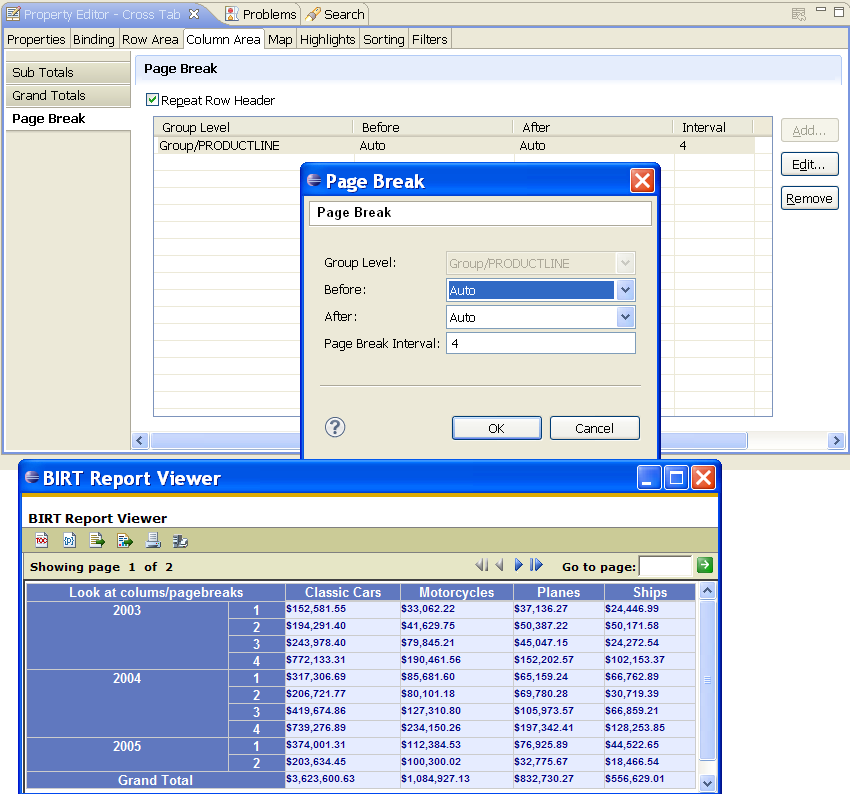 Property Editor - Cross Tab Problems Search
Properties Binding Row Area Column Area Map Highlights Sorting Filters
Sub Totals
Grand Totals
Page Break
Page Break
Repeat Row Header
Group Level Before After Interval
Group/PRODUCTLINE Auto Auto 4
Add...
Edit...
Remove
Page Break
Page Break
Group Level: Group/PRODUCTLINE
Before: Auto
After: Auto
Page Break Interval: 4
? OK Cancel
BIRT Report Viewer
BIRT Report Viewer
TOC
Showing page 1 of 2 Go to page:
Look at colums/pagebreaks Classic Cars Motorcycles Planes Ships
2003 1 $152,581.55 $33,062.22 $37,136.27 $24,446.99
2 $194,291.40 $41,629.75 $50,387.22 $50,171.58
3 $243,978.40 $79,845.21 $45,047.15 $24,272.54
4 $772,133.31 $190,461.56 $152,202.57 $102,153.37
2004 1 $317,306.69 $85,681.60 $65,159.24 $66,762.89
2 $206,721.77 $80,101.18 $69,780.28 $30,719.39
3 $419,674.86 $127,310.80 $105,973.57 $66,859.21
4 $739,276.89 $234,150.26 $197,342.41 $128,253.85
2005 1 $374,001.31 $112,384.53 $76,925.89 $44,522.65
2 $203,634.45 $100,300.02 $32,775.67 $18,466.54
Grand Total $3,623,600.63 $1,084,927.13 $832,730.27 $556,629.01